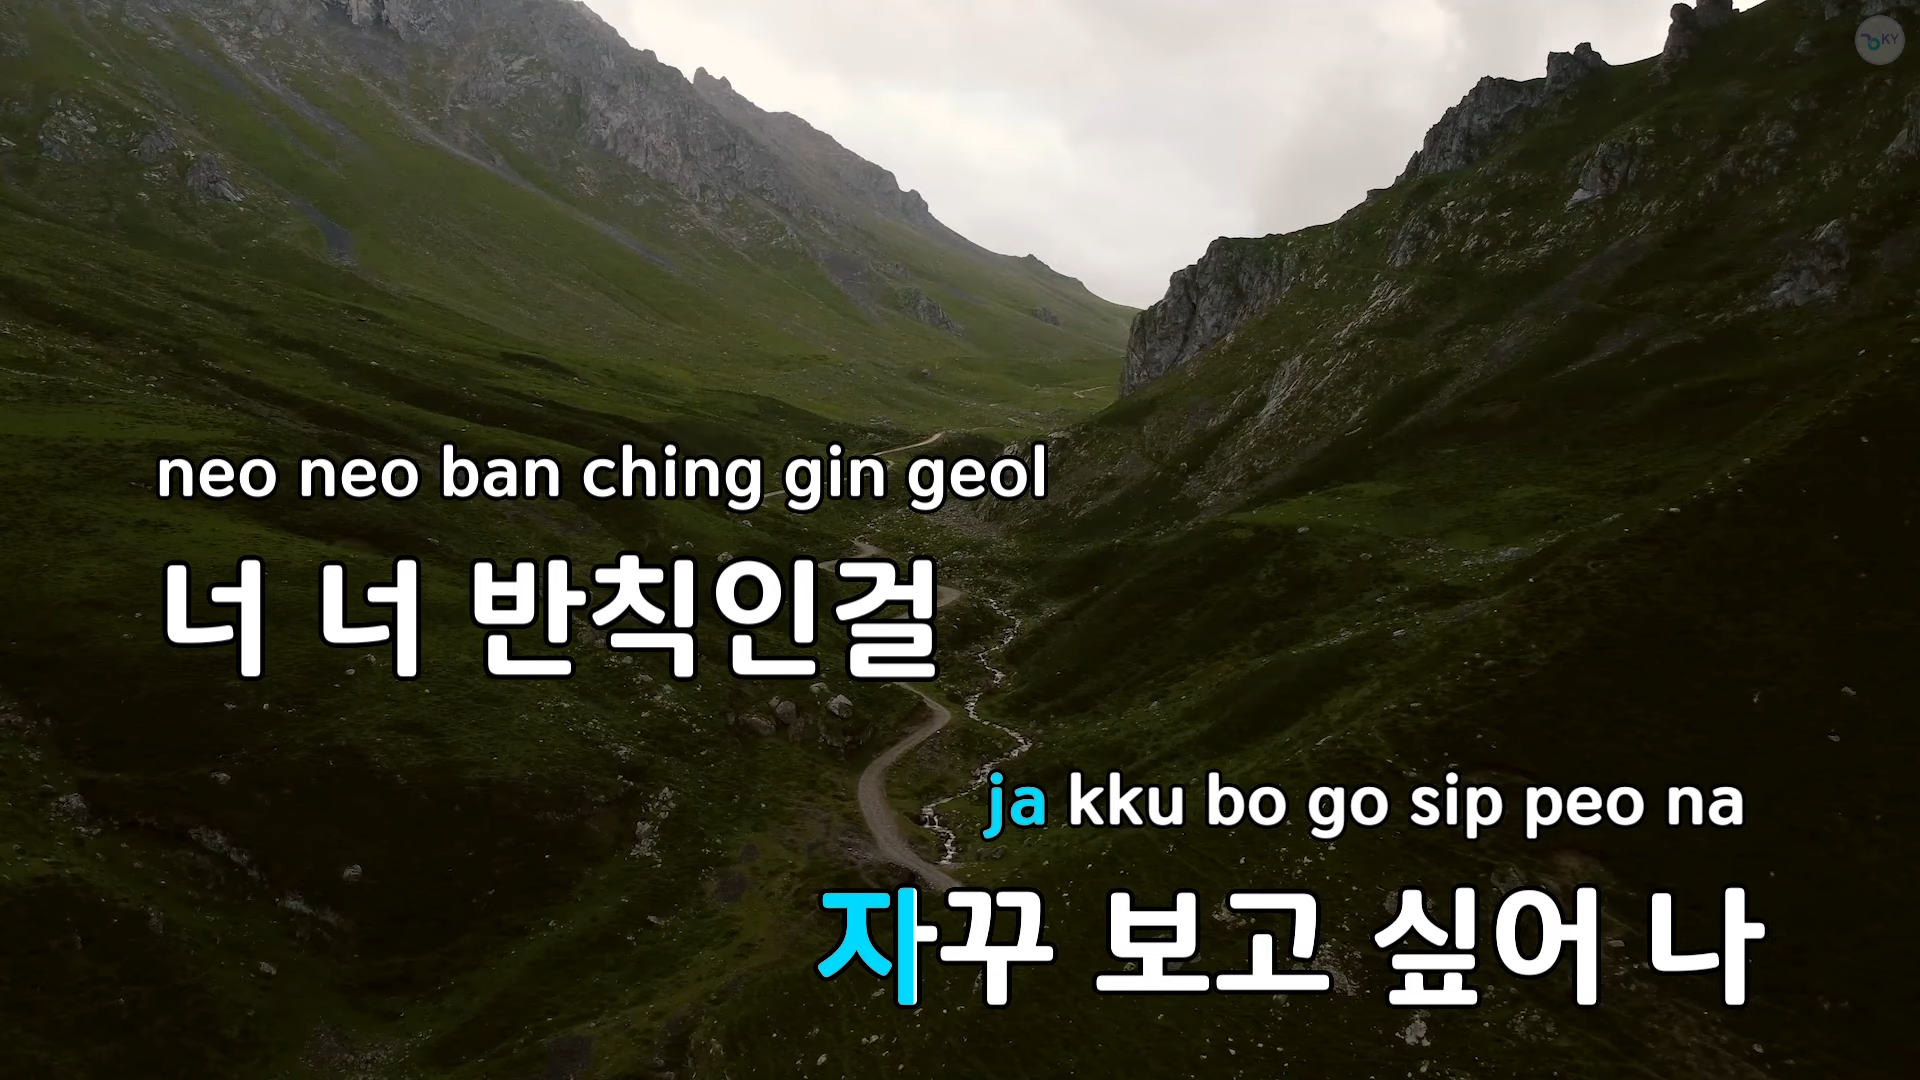 KY
neo neo ban ching gin geol
너 너 반칙인걸
ja kku bo go sip peo na
자꾸 보고 싶어 나